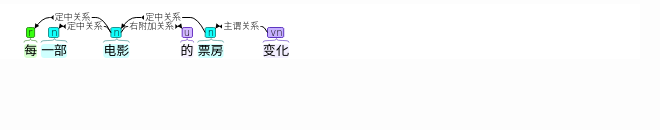 定中关系 定中关系
定中关系 右附加关系 主谓关系
r n n u n vn
每 一部 电影 的 票房 变化